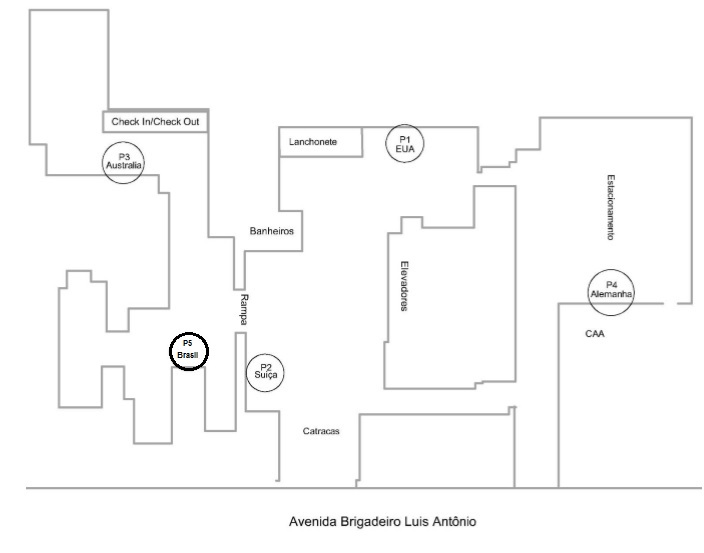 Check In/Check Out
Lanchonete
P1
EUA
P3
Australia
Estacionamento
Banheiros
Elevadores
P4
Alemanha
Rampa
CAA
P5
Brasil
P2
Suiça
Catracas
Avenida Brigadeiro Luis Antônio